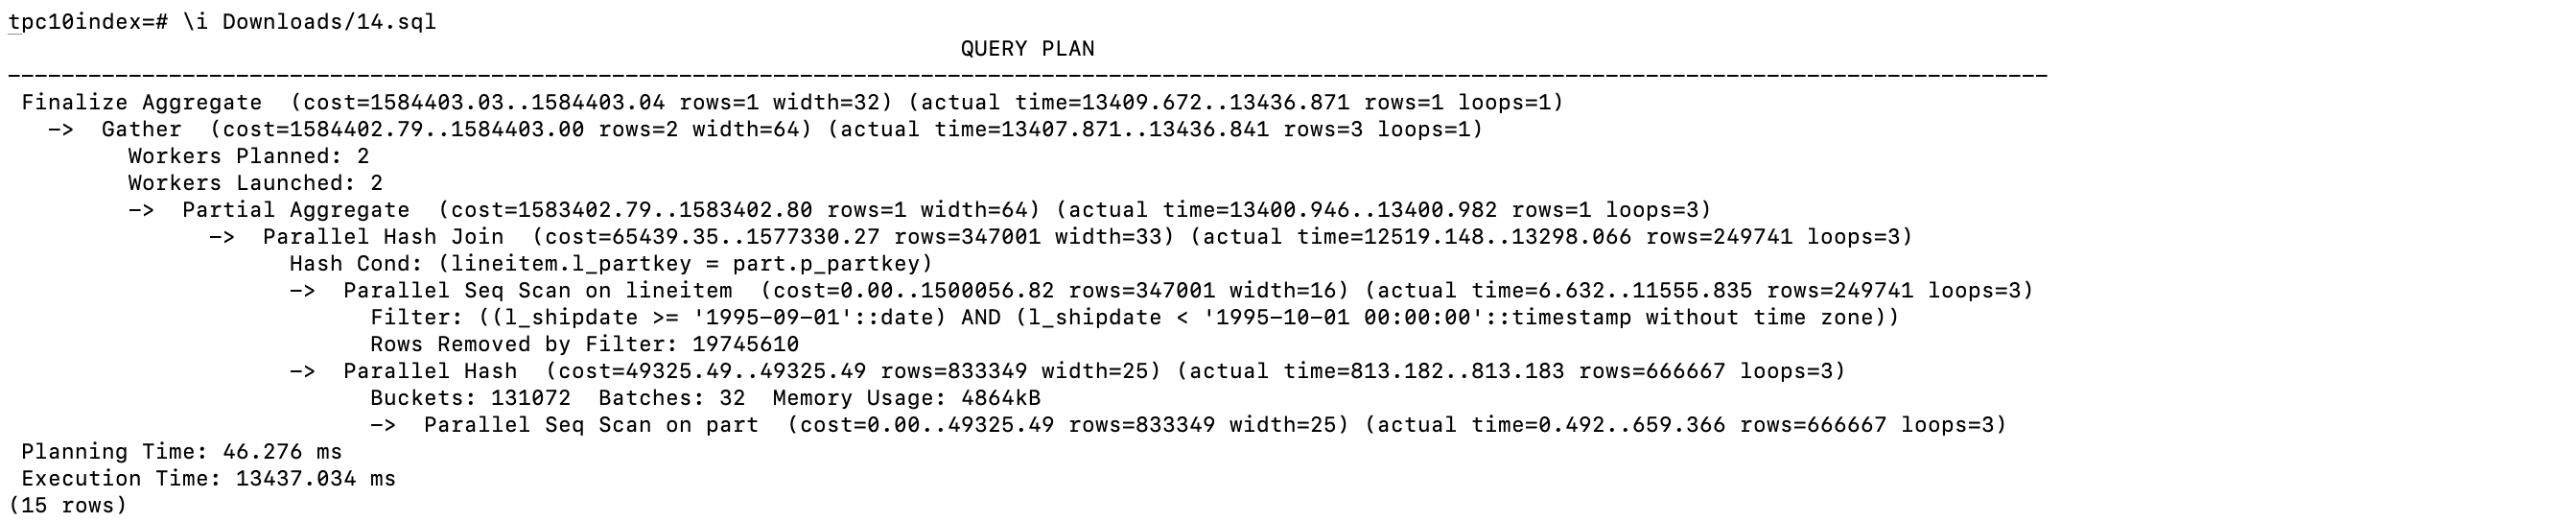 tpc10index=# \i Downloads/14.sql
QUERY PLAN
--------------------------------------------------------------------------------------------------------------------------------------------------------
Finalize Aggregate  (cost=1584403.03..1584403.04 rows=1 width=32) (actual time=13409.672..13436.871 rows=1 loops=1)
->  Gather  (cost=1584402.79..1584403.00 rows=2 width=64) (actual time=13407.871..13436.841 rows=3 loops=1)
Workers Planned: 2
Workers Launched: 2
->  Partial Aggregate  (cost=1583402.79..1583402.80 rows=1 width=64) (actual time=13400.946..13400.982 rows=1 loops=3)
->  Parallel Hash Join  (cost=65439.35..1577330.27 rows=347001 width=33) (actual time=12519.148..13298.066 rows=249741 loops=3)
Hash Cond: (lineitem.l_partkey = part.p_partkey)
->  Parallel Seq Scan on lineitem  (cost=0.00..1500056.82 rows=347001 width=16) (actual time=6.632..11555.835 rows=249741 loops=3)
Filter: ((l_shipdate >= '1995-09-01'::date) AND (l_shipdate < '1995-10-01 00:00:00'::timestamp without time zone))
Rows Removed by Filter: 19745610
->  Parallel Hash  (cost=49325.49..49325.49 rows=833349 width=25) (actual time=813.182..813.183 rows=666667 loops=3)
Buckets: 131072  Batches: 32  Memory Usage: 4864kB
->  Parallel Seq Scan on part  (cost=0.00..49325.49 rows=833349 width=25) (actual time=0.492..659.366 rows=666667 loops=3)
Planning Time: 46.276 ms
Execution Time: 13437.034 ms
(15 rows)